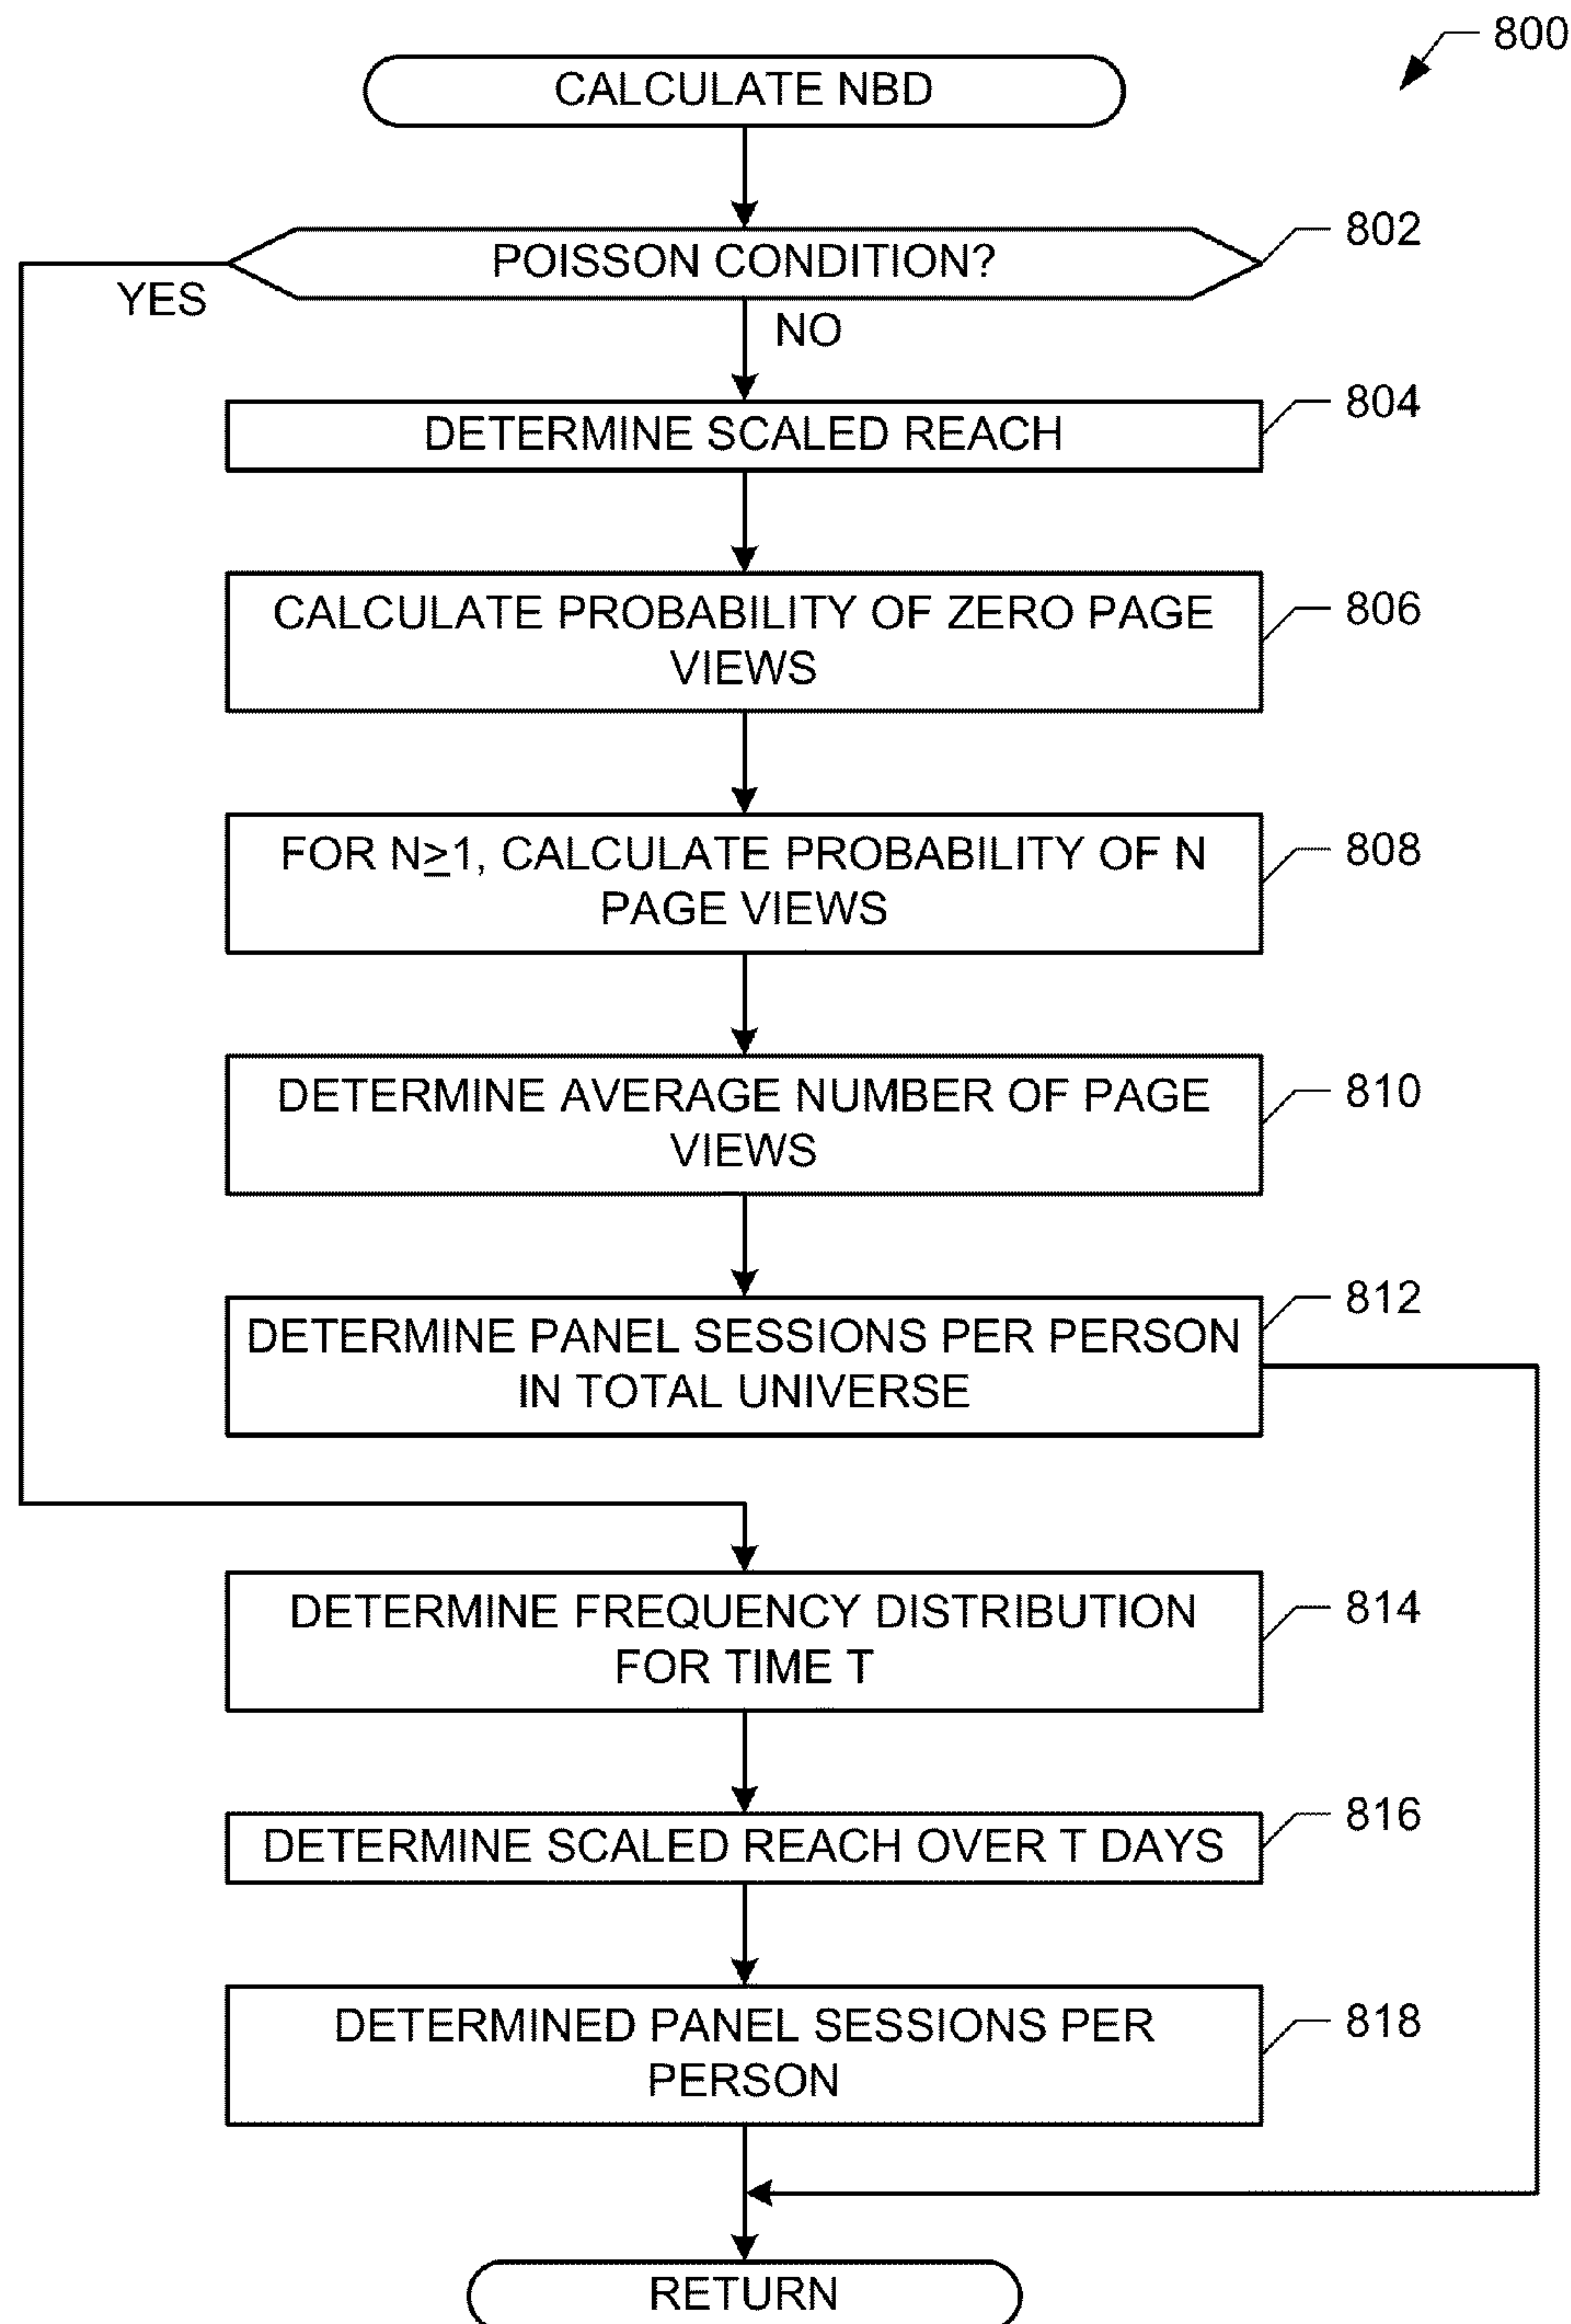 800
CALCULATE NBD
802
POISSON CONDITION?
YES
NO
804
DETERMINE SCALED REACH
806
CALCULATE PROBABILITY OF ZERO PAGE
VIEWS
808
FOR N≥1, CALCULATE PROBABILITY OF N
PAGE VIEWS
810
DETERMINE AVERAGE NUMBER OF PAGE
VIEWS
812
DETERMINE PANEL SESSIONS PER PERSON
IN TOTAL UNIVERSE
814
DETERMINE FREQUENCY DISTRIBUTION
FOR TIME T
816
DETERMINE SCALED REACH OVER T DAYS
818
DETERMINED PANEL SESSIONS PER
PERSON
RETURN